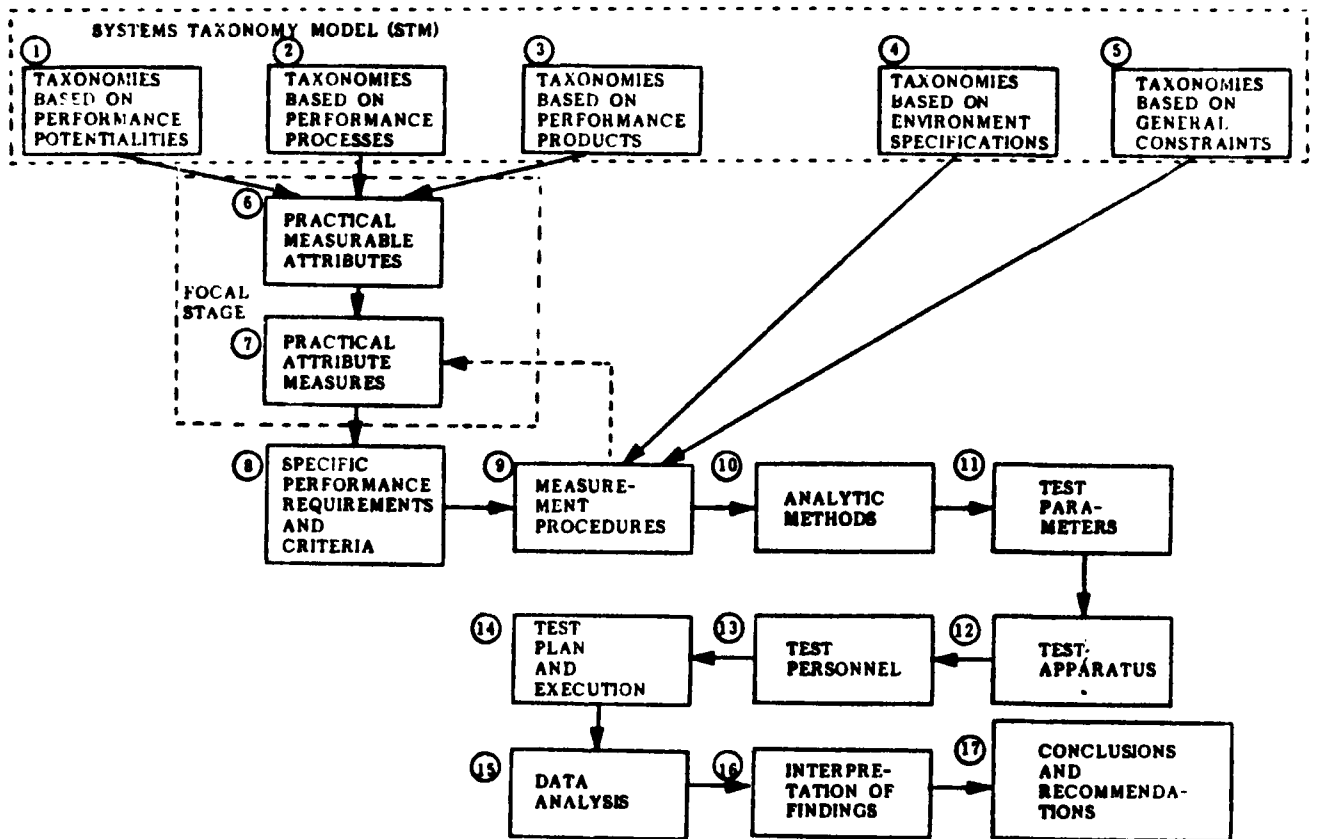 SYSTEMS TAXONOMY MODEL (STM)
1
TAXONOMIES
BASED ON
PERFORMANCE
POTENTIALITIES
2
TAXONOMIES
BASED ON
PERFORMANCE
PROCESSES
3
TAXONOMIES
BASED ON
PERFORMANCE
PRODUCTS
4
TAXONOMIES
BASED ON
ENVIRONMENT
SPECIFICATIONS
5
TAXONOMIES
BASED ON
GENERAL
CONSTRAINTS
6
PRACTICAL
MEASURABLE
ATTRIBUTES
FOCAL
STAGE
7
PRACTICAL
ATTRIBUTE
MEASURES
8
SPECIFIC
PERFORMANCE
REQUIREMENTS
AND
CRITERIA
9
MEASURE-
MENT
PROCEDURES
10
ANALYTIC
METHODS
11
TEST
PARA-
METERS
12
TEST
APPARATUS
13
TEST
PERSONNEL
14
TEST
PLAN
AND
EXECUTION
15
DATA
ANALYSIS
16
INTERPRE-
TATION OF
FINDINGS
17
CONCLUSIONS
AND
RECOMMENDA-
TIONS